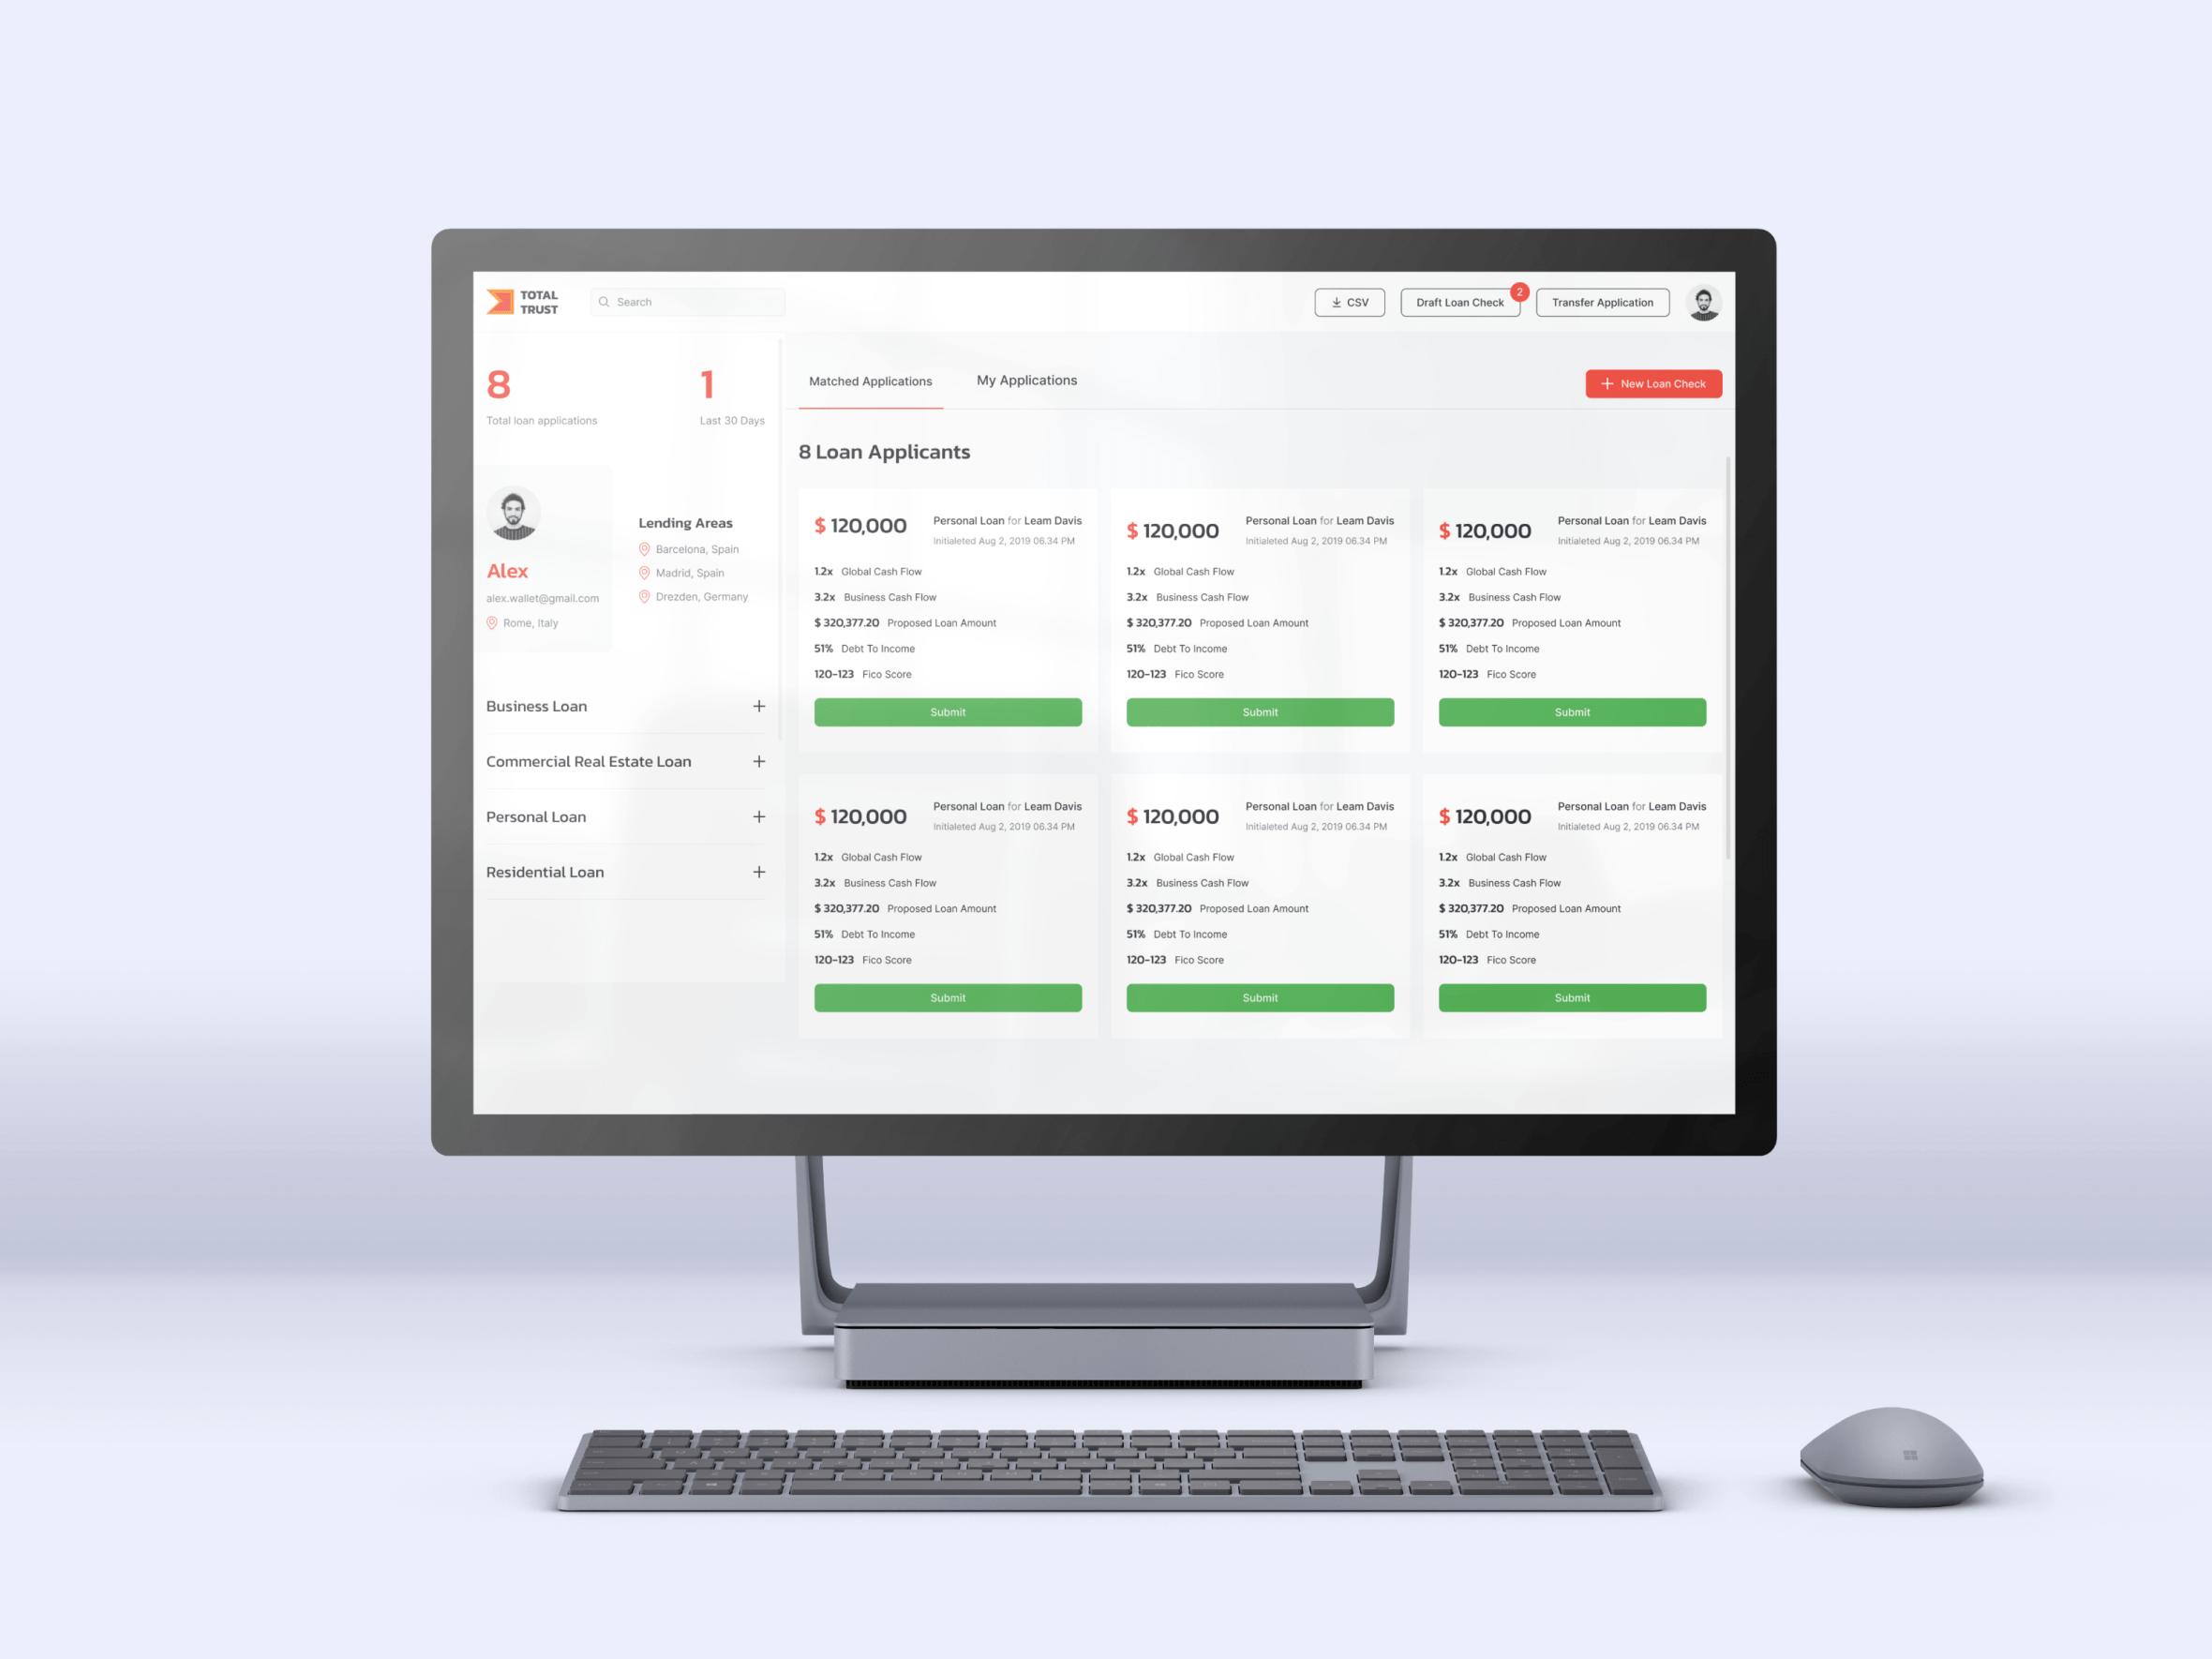 TOTAL
TRUST
Search
CSV
Draft Loan Check
2
Transfer Application
8
Total loan applications
1
Last 30 Days
Alex
alex.wallet@gmail.com
Rome, Italy
Lending Areas
Barcelona, Spain
Madrid, Spain
Drezden, Germany
Business Loan
Commercial Real Estate Loan
Personal Loan
Residential Loan
Matched Applications
My Applications
New Loan Check
8 Loan Applicants
$ 120,000
Personal Loan for Leam Davis
Initialeted Aug 2, 2019 06.34 PM
1.2x Global Cash Flow
3.2x Business Cash Flow
$ 320,377.20 Proposed Loan Amount
51% Debt To Income
120-123 Fico Score
Submit
$ 120,000
Personal Loan for Leam Davis
Initialeted Aug 2, 2019 06.34 PM
1.2x Global Cash Flow
3.2x Business Cash Flow
$ 320,377.20 Proposed Loan Amount
51% Debt To Income
120-123 Fico Score
Submit
$ 120,000
Personal Loan for Leam Davis
Initialeted Aug 2, 2019 06.34 PM
1.2x Global Cash Flow
3.2x Business Cash Flow
$ 320,377.20 Proposed Loan Amount
51% Debt To Income
120-123 Fico Score
Submit
$ 120,000
Personal Loan for Leam Davis
Initialeted Aug 2, 2019 06.34 PM
1.2x Global Cash Flow
3.2x Business Cash Flow
$ 320,377.20 Proposed Loan Amount
51% Debt To Income
120-123 Fico Score
Submit
$ 120,000
Personal Loan for Leam Davis
Initialeted Aug 2, 2019 06.34 PM
1.2x Global Cash Flow
3.2x Business Cash Flow
$ 320,377.20 Proposed Loan Amount
51% Debt To Income
120-123 Fico Score
Submit
$ 120,000
Personal Loan for Leam Davis
Initialeted Aug 2, 2019 06.34 PM
1.2x Global Cash Flow
3.2x Business Cash Flow
$ 320,377.20 Proposed Loan Amount
51% Debt To Income
120-123 Fico Score
Submit